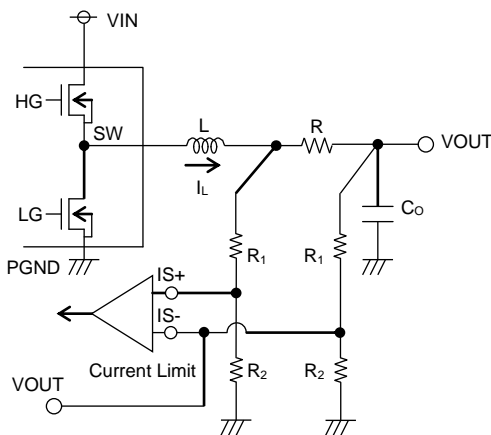 VIN
HG
SW
L
R
VOUT
IL
LG
CO
PGND
R1
R1
IS+
IS-
Current Limit
R2
R2
VOUT